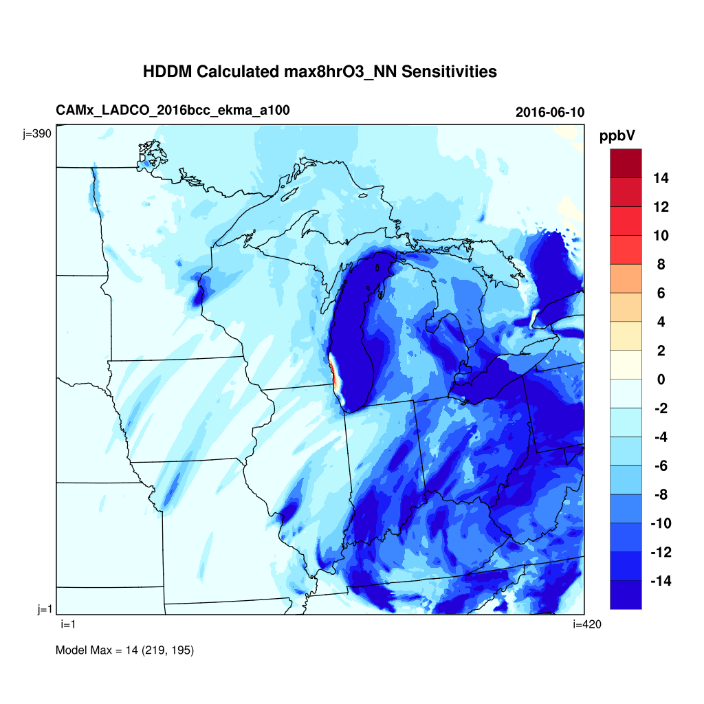 HDDM Calculated max8hrO3_NN Sensitivities
CAMx_LADCO_2016bcc_ekma_a100 2016-06-10
j=390
ppbV
14
12
10
8
6
4
2
0
-2
-4
-6
-8
-10
-12
-14
j=1
i=1 i=420
Model Max = 14 (219, 195)